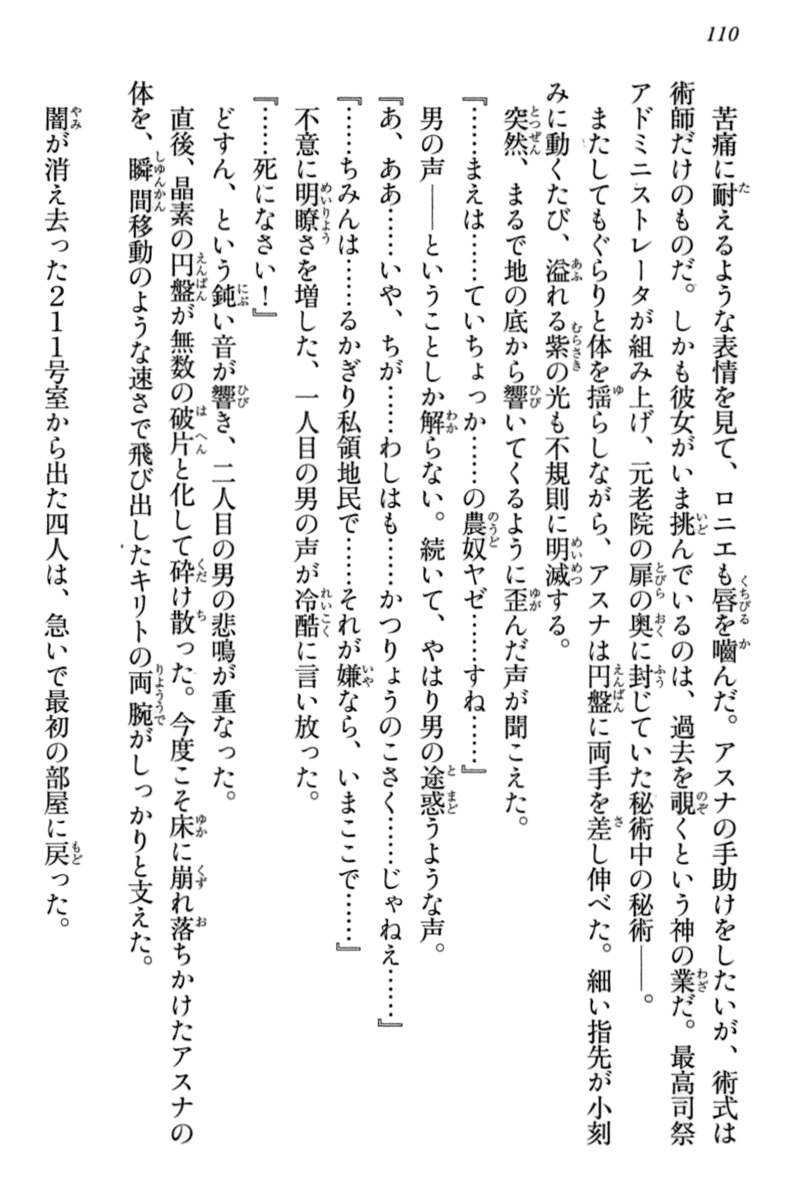 110
苦痛に耐えるような表情を見て、ロニエも唇を嚙んだ。アスナの手助けをしたいが、術式は
術師だけのものだ。しかも彼女がいま挑んでいるのは、過去を覗くという神の業だ。最高司祭
アドミニストレータが組み上げ、元老院の扉の奥に封じていた秘術中の秘術――。
またしてもぐらりと体を揺らしながら、アスナは円盤に両手を差し伸べた。細い指先が小刻
みに動くたび、溢れる紫の光も不規則に明滅する。
突然、まるで地の底から響いてくるように歪んだ声が聞こえた。
『……まえは……ていちょっか……の農奴ヤゼ……すね……』
男の声――ということしか解らない。続いて、やはり男の途惑うような声。
『あ、ああ……いや、ちが……わしはも……かつりょうのこさく……じゃねえ……』
『……ちみんは……るかぎり私領地民で……それが嫌なら、いまここで……』
不意に明瞭さを増した、一人目の男の声が冷酷に言い放った。
『……死になさい！』
どすん、という鈍い音が響き、二人目の男の悲鳴が重なった。
直後、晶素の円盤が無数の破片と化して砕け散った。今度こそ床に崩れ落ちかけたアスナの
体を、瞬間移動のような速さで飛び出したキリトの両腕がしっかりと支えた。
闇が消え去った２１１号室から出た四人は、急いで最初の部屋に戻った。